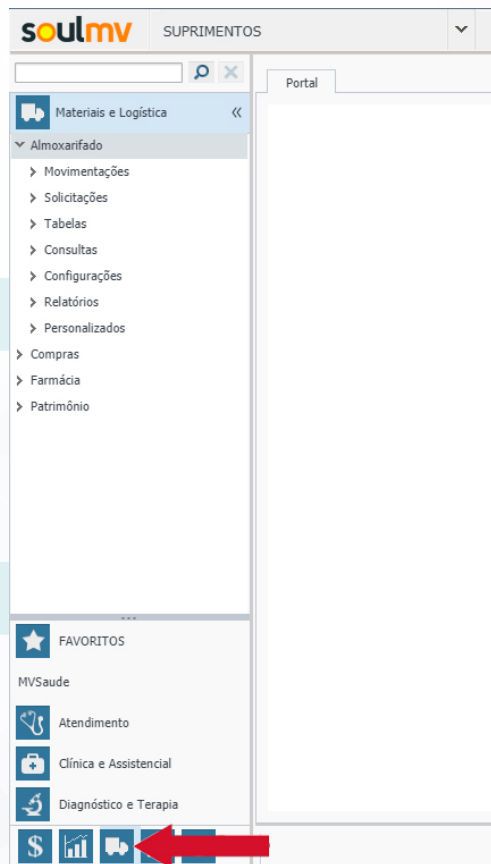 soulmv SUPRIMENTOS
Portal
Materiais e Logística
Almoxarifado
Movimentações
Solicitações
Tabelas
Consultas
Configurações
Relatórios
Personalizados
Compras
Farmácia
Patrimônio
FAVORITOS
MVSaude
Atendimento
Clínica e Assistencial
Diagnóstico e Terapia